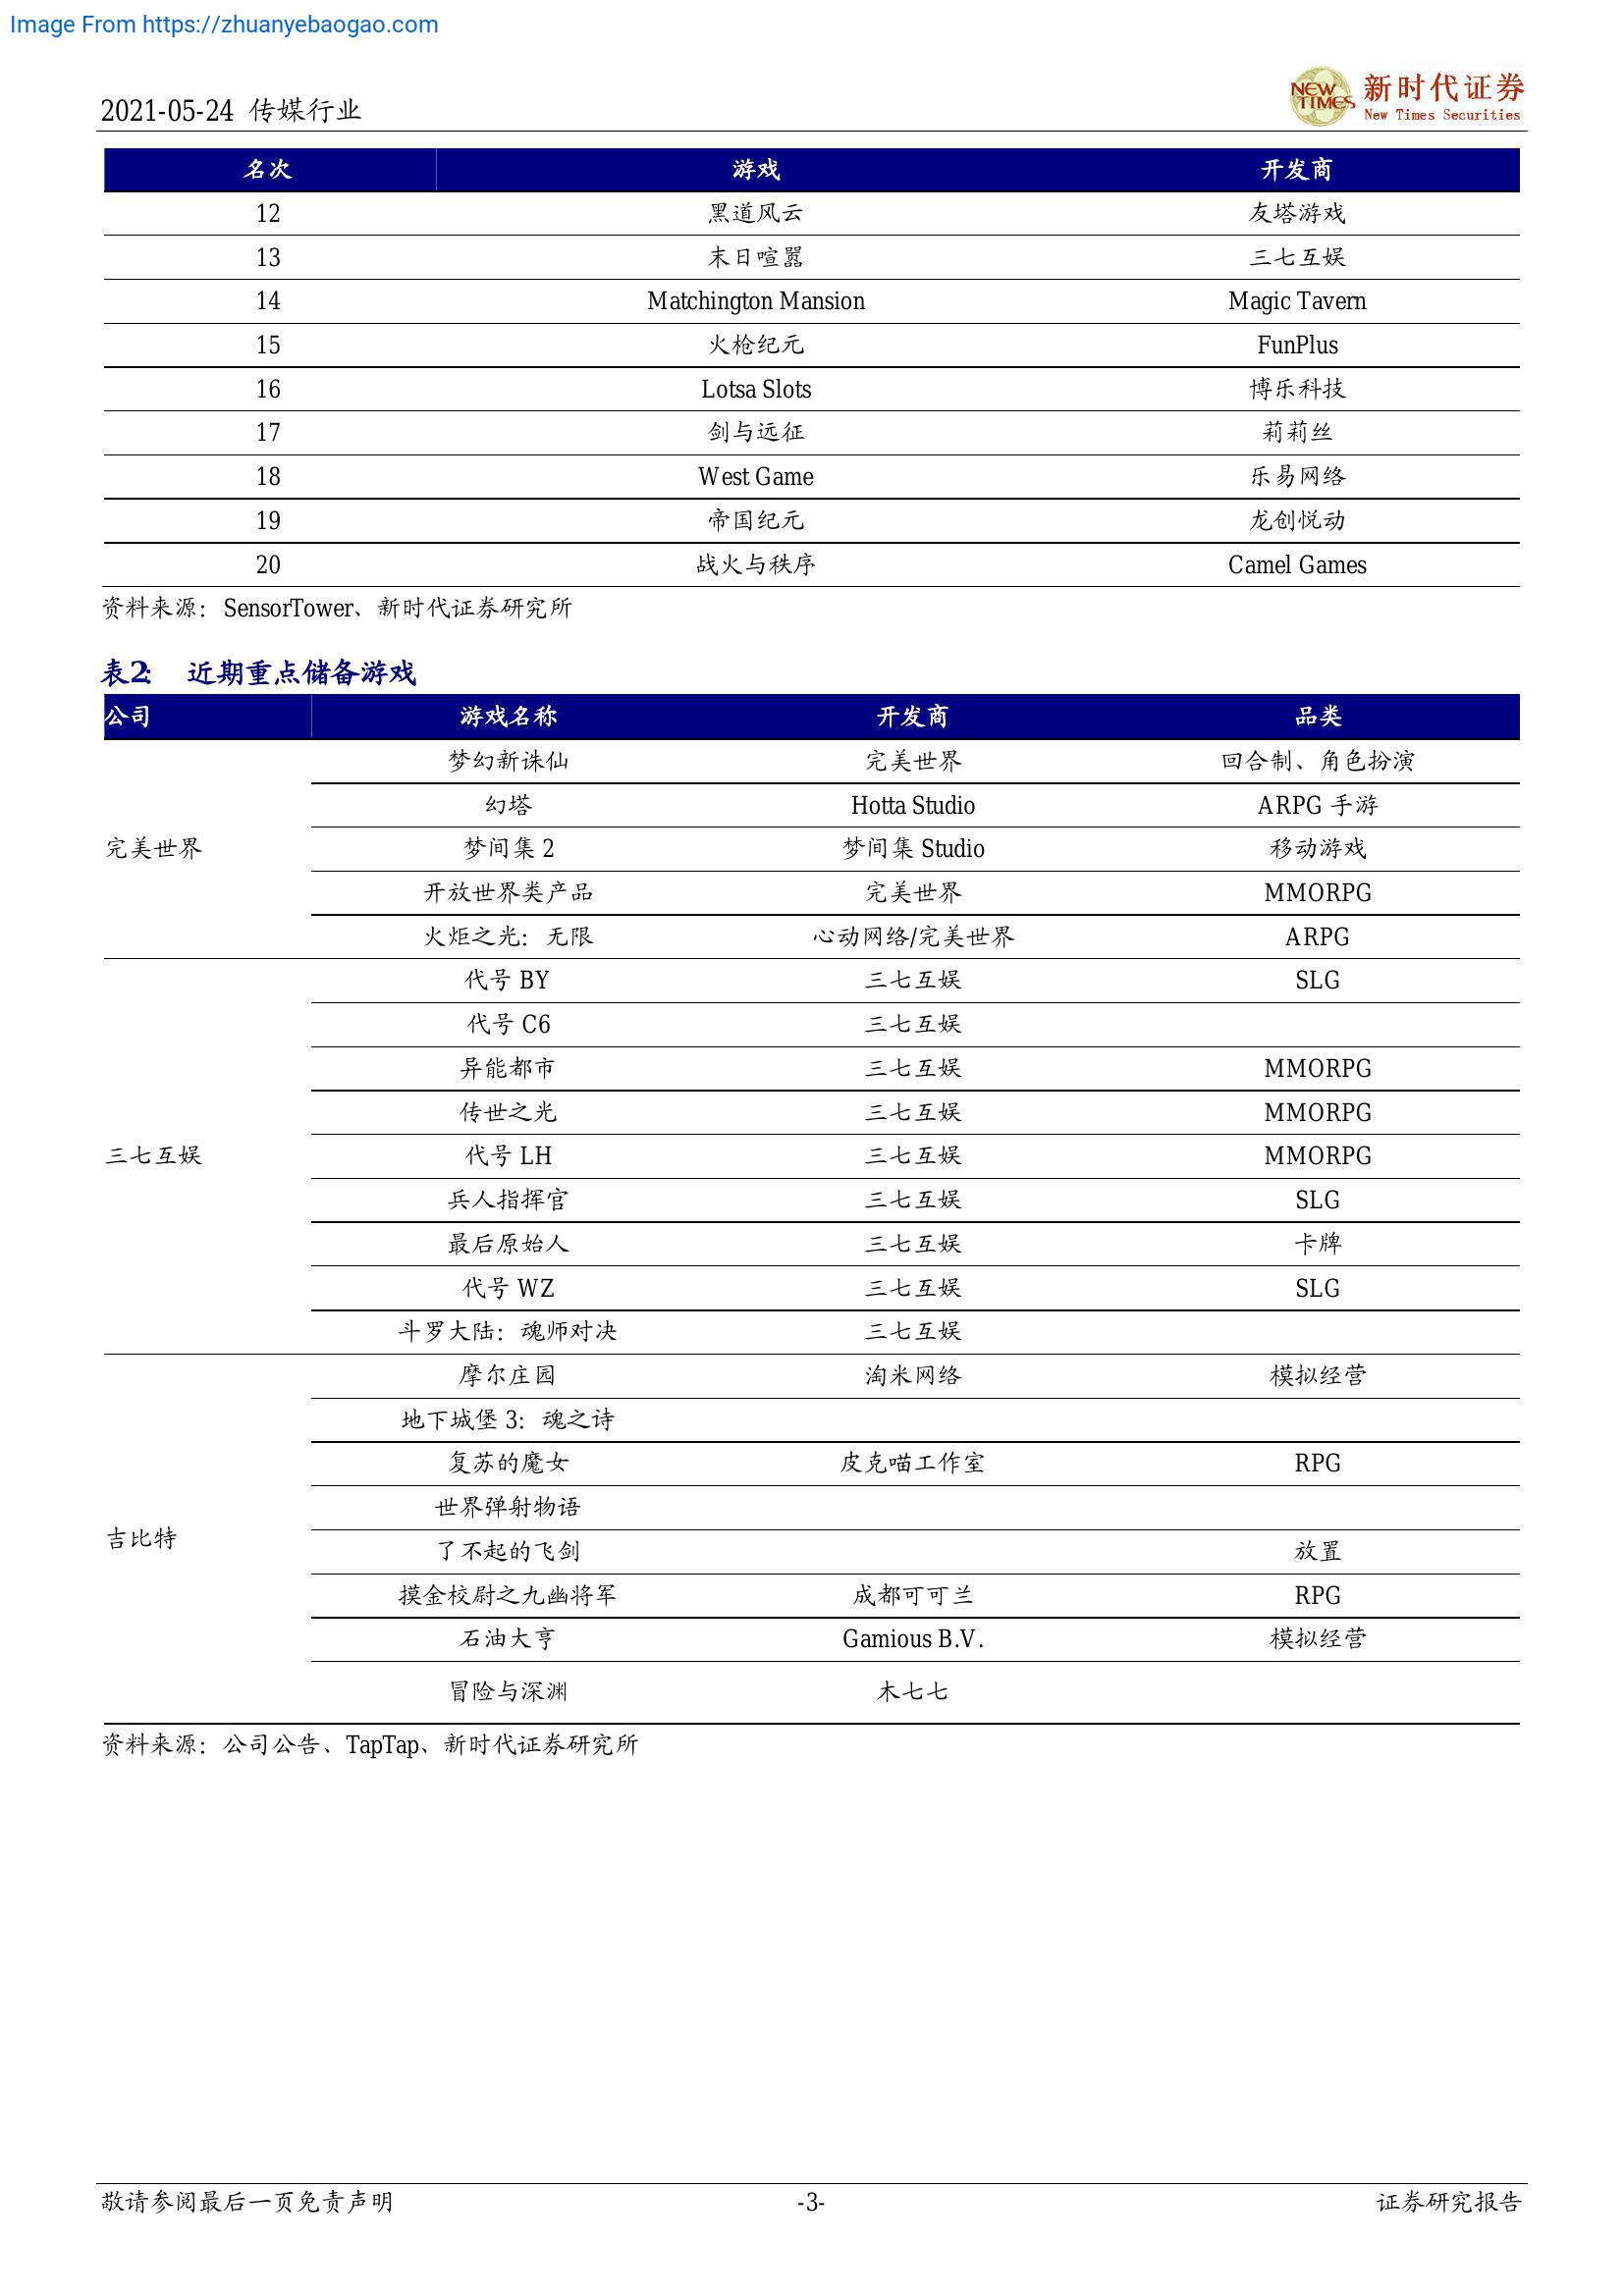 Image From https://zhuanyebaogao.com
2021-05-24 传媒行业
NEW TIMES
新时代证券
New Times Securities
名次 游戏 开发商
12 黑道风云 友塔游戏
13 末日喧嚣 三七互娱
14 Matchington Mansion Magic Tavern
15 火枪纪元 FunPlus
16 Lotsa Slots 博乐科技
17 剑与远征 莉莉丝
18 West Game 乐易网络
19 帝国纪元 龙创悦动
20 战火与秩序 Camel Games
资料来源：SensorTower、新时代证券研究所
表2： 近期重点储备游戏
公司 游戏名称 开发商 品类
梦幻新诛仙 完美世界 回合制、角色扮演
幻塔 Hotta Studio ARPG 手游
完美世界 梦间集 2 梦间集 Studio 移动游戏
开放世界类产品 完美世界 MMORPG
火炬之光：无限 心动网络/完美世界 ARPG
代号 BY 三七互娱 SLG
代号 C6 三七互娱
异能都市 三七互娱 MMORPG
传世之光 三七互娱 MMORPG
三七互娱 代号 LH 三七互娱 MMORPG
兵人指挥官 三七互娱 SLG
最后原始人 三七互娱 卡牌
代号 WZ 三七互娱 SLG
斗罗大陆：魂师对决 三七互娱
摩尔庄园 淘米网络 模拟经营
地下城堡 3：魂之诗
复苏的魔女 皮克喵工作室 RPG
世界弹射物语
吉比特
了不起的飞剑 放置
摸金校尉之九幽将军 成都可可兰 RPG
石油大亨 Gamious B.V. 模拟经营
冒险与深渊 木七七
资料来源：公司公告、TapTap、新时代证券研究所
敬请参阅最后一页免责声明 -3- 证券研究报告